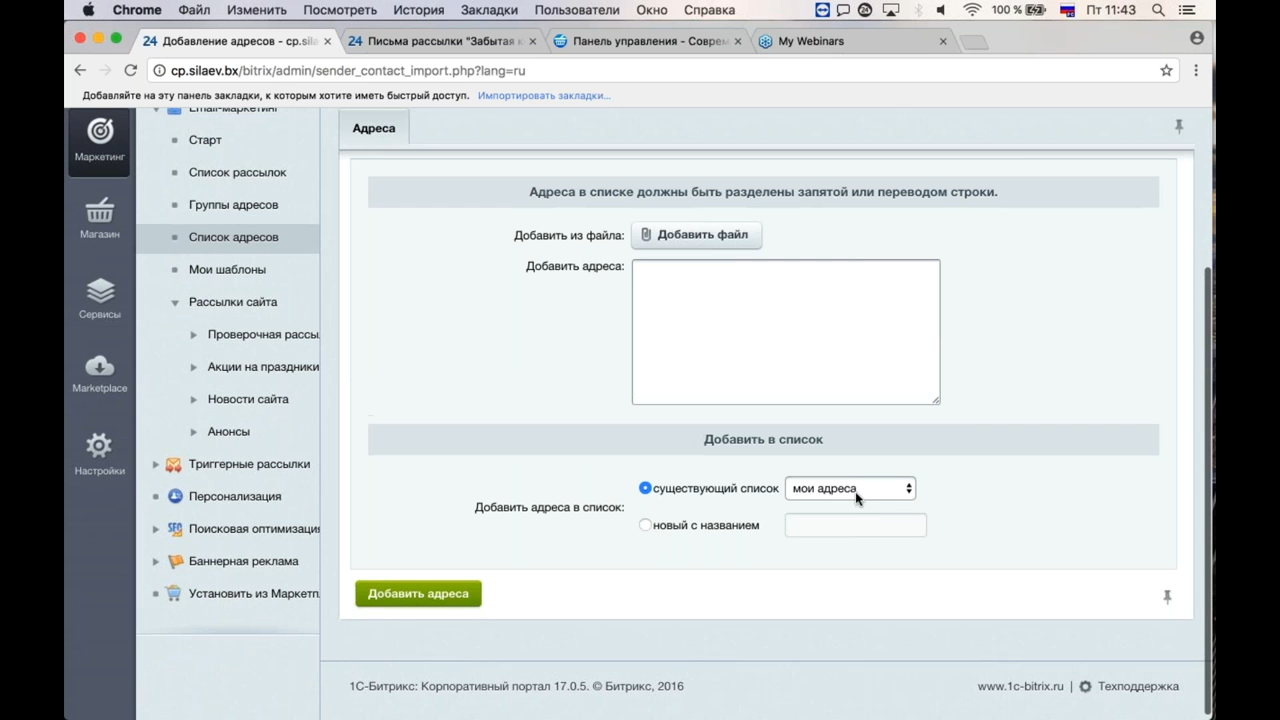 Chrome Файл Изменить Посмотреть История Закладки Пользователи Окно Справка 24 100 % Пт 11:43
24 Добавление адресов - cp.sila × 24 Письма рассылки "Забытая × Панель управления - Соврем × My Webinars ×
cp.silaev.bx/bitrix/admin/sender_contact_import.php?lang=ru
Добавляйте на эту панель закладки, к которым хотите иметь быстрый доступ. Импортировать закладки...
Маркетинг
Магазин
Сервисы
Marketplace
Настройки
Email-маркетинг
Старт
Список рассылок
Группы адресов
Список адресов
Мои шаблоны
Рассылки сайта
Проверочная рассы
Акции на праздники
Новости сайта
Анонсы
Триггерные рассылки
Персонализация
SEO Поисковая оптимизация
Баннерная реклама
Установить из Маркетп
Адреса
Адреса в списке должны быть разделены запятой или переводом строки.
Добавить из файла: Добавить файл
Добавить адреса:
Добавить в список
Добавить адреса в список:
существующий список мои адреса
новый с названием
Добавить адреса
1С-Битрикс: Корпоративный портал 17.0.5. © Битрикс, 2016 www.1c-bitrix.ru | Техподдержка